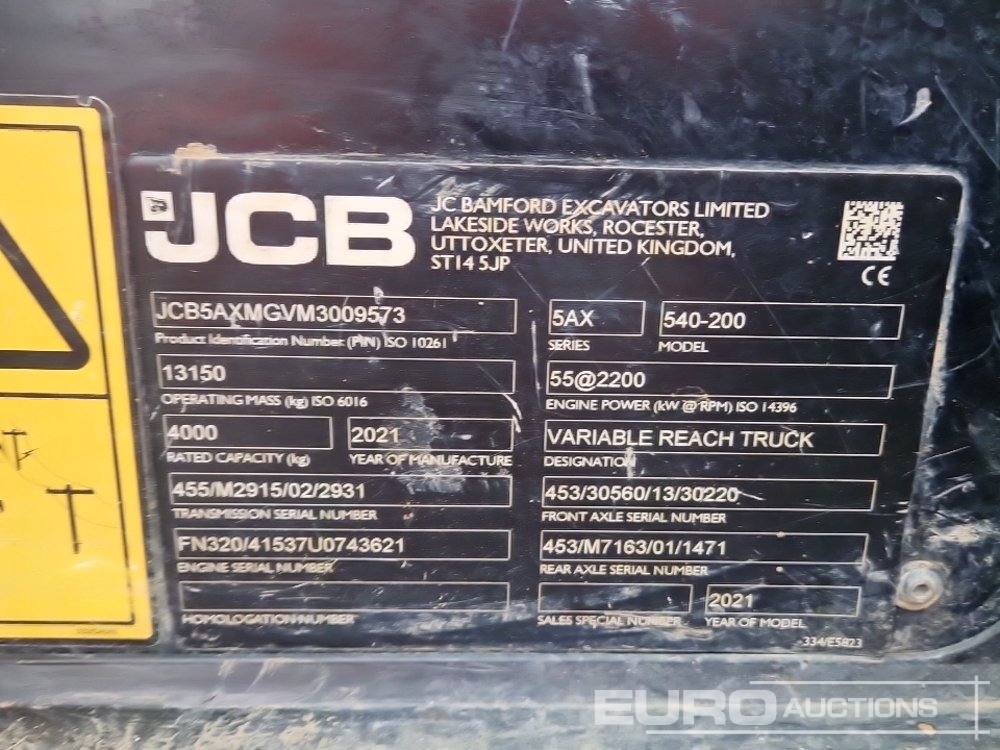 JCB
JC BAMFORD EXCAVATORS LIMITED
LAKESIDE WORKS, ROCESTER,
UTTOXETER, UNITED KINGDOM,
ST14 5JP
CE
JCB5AXMGVM3009573
Product Identification Number (PIN) ISO 10261
5AX
SERIES
540-200
MODEL
13150
OPERATING MASS (kg) ISO 6016
55@2200
ENGINE POWER (kW @ RPM) ISO 14396
4000
RATED CAPACITY (kg)
2021
YEAR OF MANUFACTURE
VARIABLE REACH TRUCK
DESIGNATION
455/M2915/02/2931
TRANSMISSION SERIAL NUMBER
453/30560/13/30220
FRONT AXLE SERIAL NUMBER
FN320/41537U0743621
ENGINE SERIAL NUMBER
453/M7163/01/1471
REAR AXLE SERIAL NUMBER
HOMOLOGATION NUMBER
SALES SPECIAL NUMBER
2021
YEAR OF MODEL
334/E5823
EURO AUCTIONS